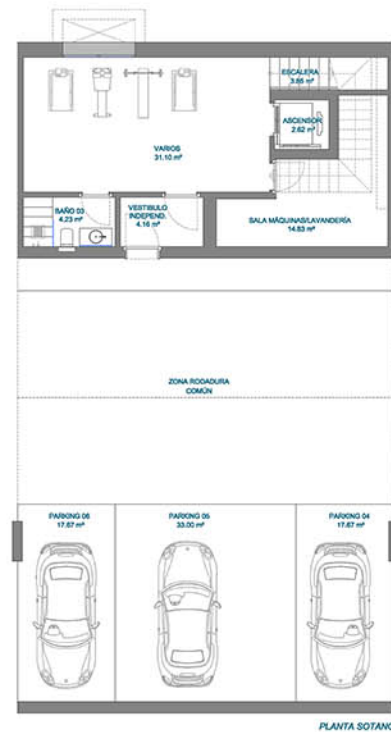 ESCALERA
3.85 m²
ASCENSOR
2.62 m²
VARIOS
31.10 m²
BAÑO 03
4.23 m²
VESTIBULO
INDEPEND.
4.16 m²
SALA MÁQUINAS/LAVANDERÍA
14.83 m²
ZONA RODADURA
COMÚN
PARKING 06
17.67 m²
PARKING 05
33.00 m²
PARKING 04
17.67 m²
PLANTA SOTANO